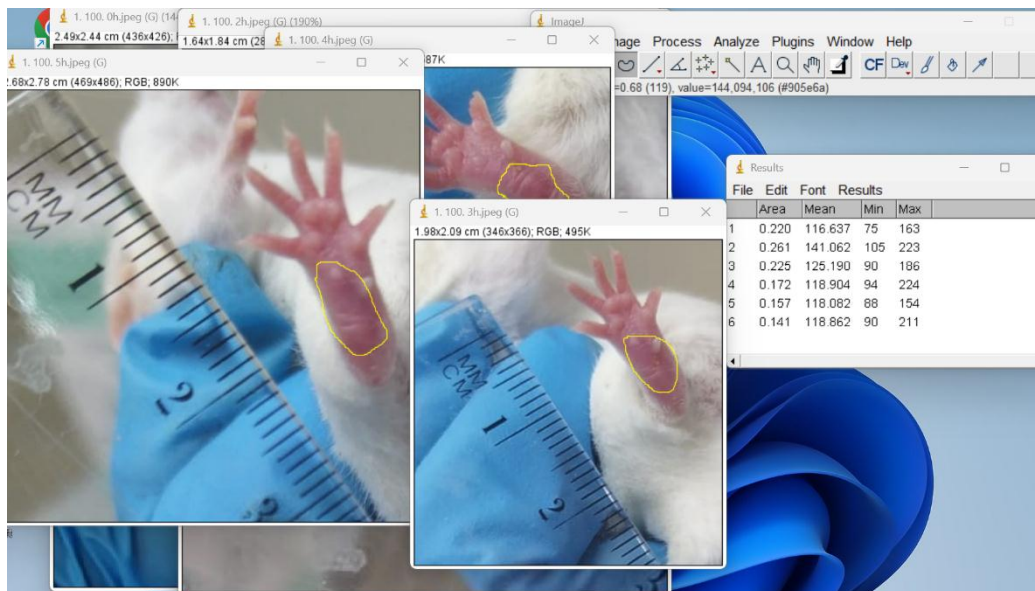 1. 100. 0h.jpeg (G) (14
2.49x2.44 cm (436x426);
1. 100. 2h.jpeg (G) (190%)
1.64x1.84 cm (28
1. 100. 4h.jpeg (G)
87K
ImageJ
nage Process Analyze Plugins Window Help
A CF Dev
=0.68 (119), value=144,094,106 (#905e6a)
1. 100. 5h.jpeg (G)
2.68x2.78 cm (469x486); RGB; 890K
MM
CM
1
2
1. 100. 3h.jpeg (G)
1.98x2.09 cm (346x366); RGB; 495K
MM
CM
1
2
Results
File Edit Font Results
Area Mean Min Max
1 0.220 116.637 75 163
2 0.261 141.062 105 223
3 0.225 125.190 90 186
4 0.172 118.904 94 224
5 0.157 118.082 88 154
6 0.141 118.862 90 211